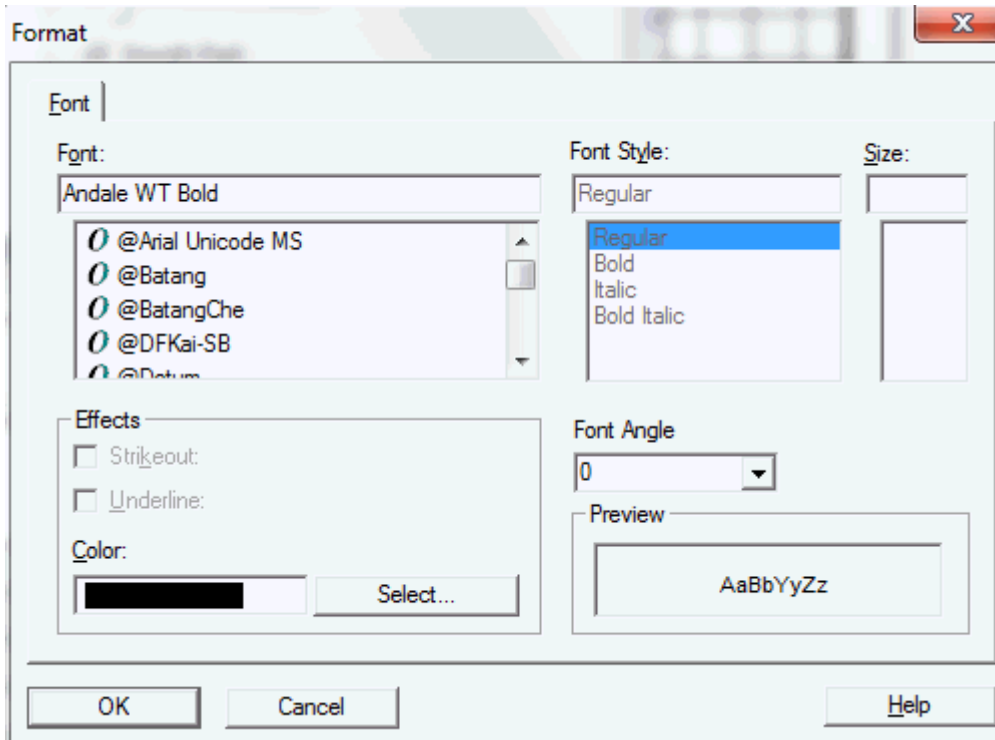 Format
Font
Font:
Font Style:
Size:
Andale WT Bold
Regular
@Arial Unicode MS
@Batang
@BatangChe
@DFKai-SB
Regular
Bold
Italic
Bold Italic
Effects
Strikeout:
Underline:
Color:
Select...
Font Angle
0
Preview
AaBbYyZz
OK
Cancel
Help